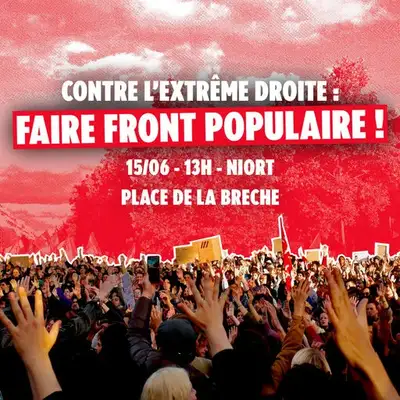 CONTRE L'EXTRÊME DROITE :
FAIRE FRONT POPULAIRE !
15/06 - 13H - NIORT
PLACE DE LA BRECHE